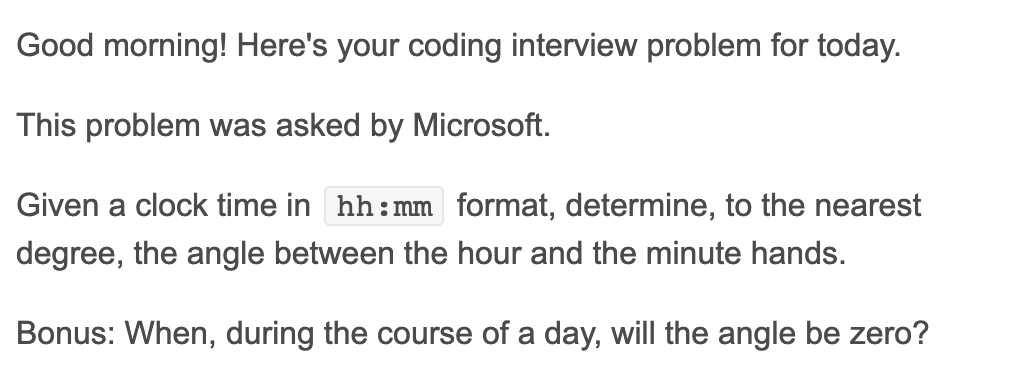 Good morning! Here's your coding interview problem for today.
This problem was asked by Microsoft.
Given a clock time in hh:mm format, determine, to the nearest
degree, the angle between the hour and the minute hands.
Bonus: When, during the course of a day, will the angle be zero?